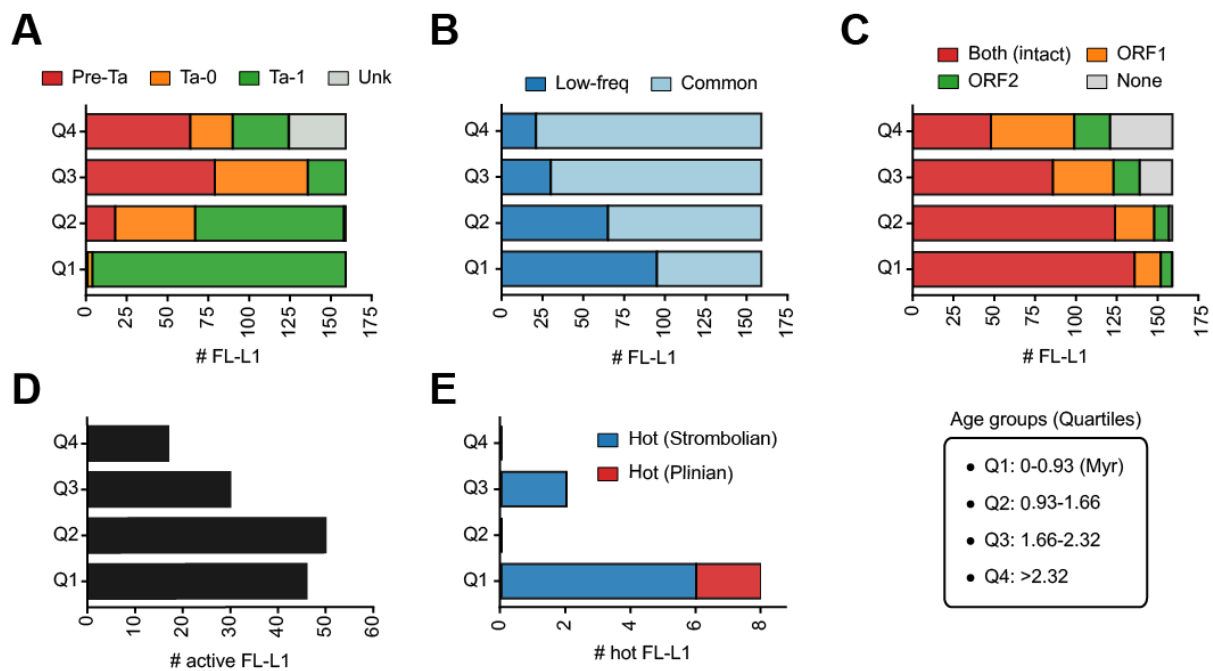 A
Pre-Ta Ta-0 Ta-1 Unk
Q4
Q3
Q2
Q1
0 25 50 75 100 125 150 175
# FL-L1
B
Low-freq Common
Q4
Q3
Q2
Q1
0 25 50 75 100 125 150 175
# FL-L1
C
Both (intact) ORF1
ORF2 None
Q4
Q3
Q2
Q1
0 25 50 75 100 125 150 175
# FL-L1
D
Q4
Q3
Q2
Q1
0 10 20 30 40 50 60
# active FL-L1
E
Hot (Strombolian)
Hot (Plinian)
Q4
Q3
Q2
Q1
0 2 4 6 8
# hot FL-L1
Age groups (Quartiles)
• Q1: 0-0.93 (Myr)
• Q2: 0.93-1.66
• Q3: 1.66-2.32
• Q4: >2.32